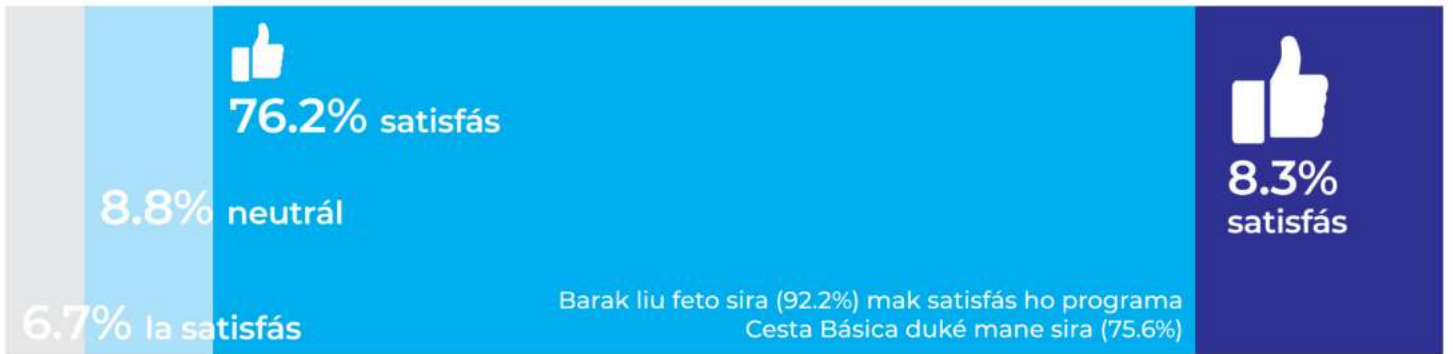 76.2% satisfás
8.8% neutrál
6.7% la satisfás
Barak liu feto sira (92.2%) mak satisfás ho programa
Cesta Básica duké mane sira (75.6%)
8.3%
satisfás